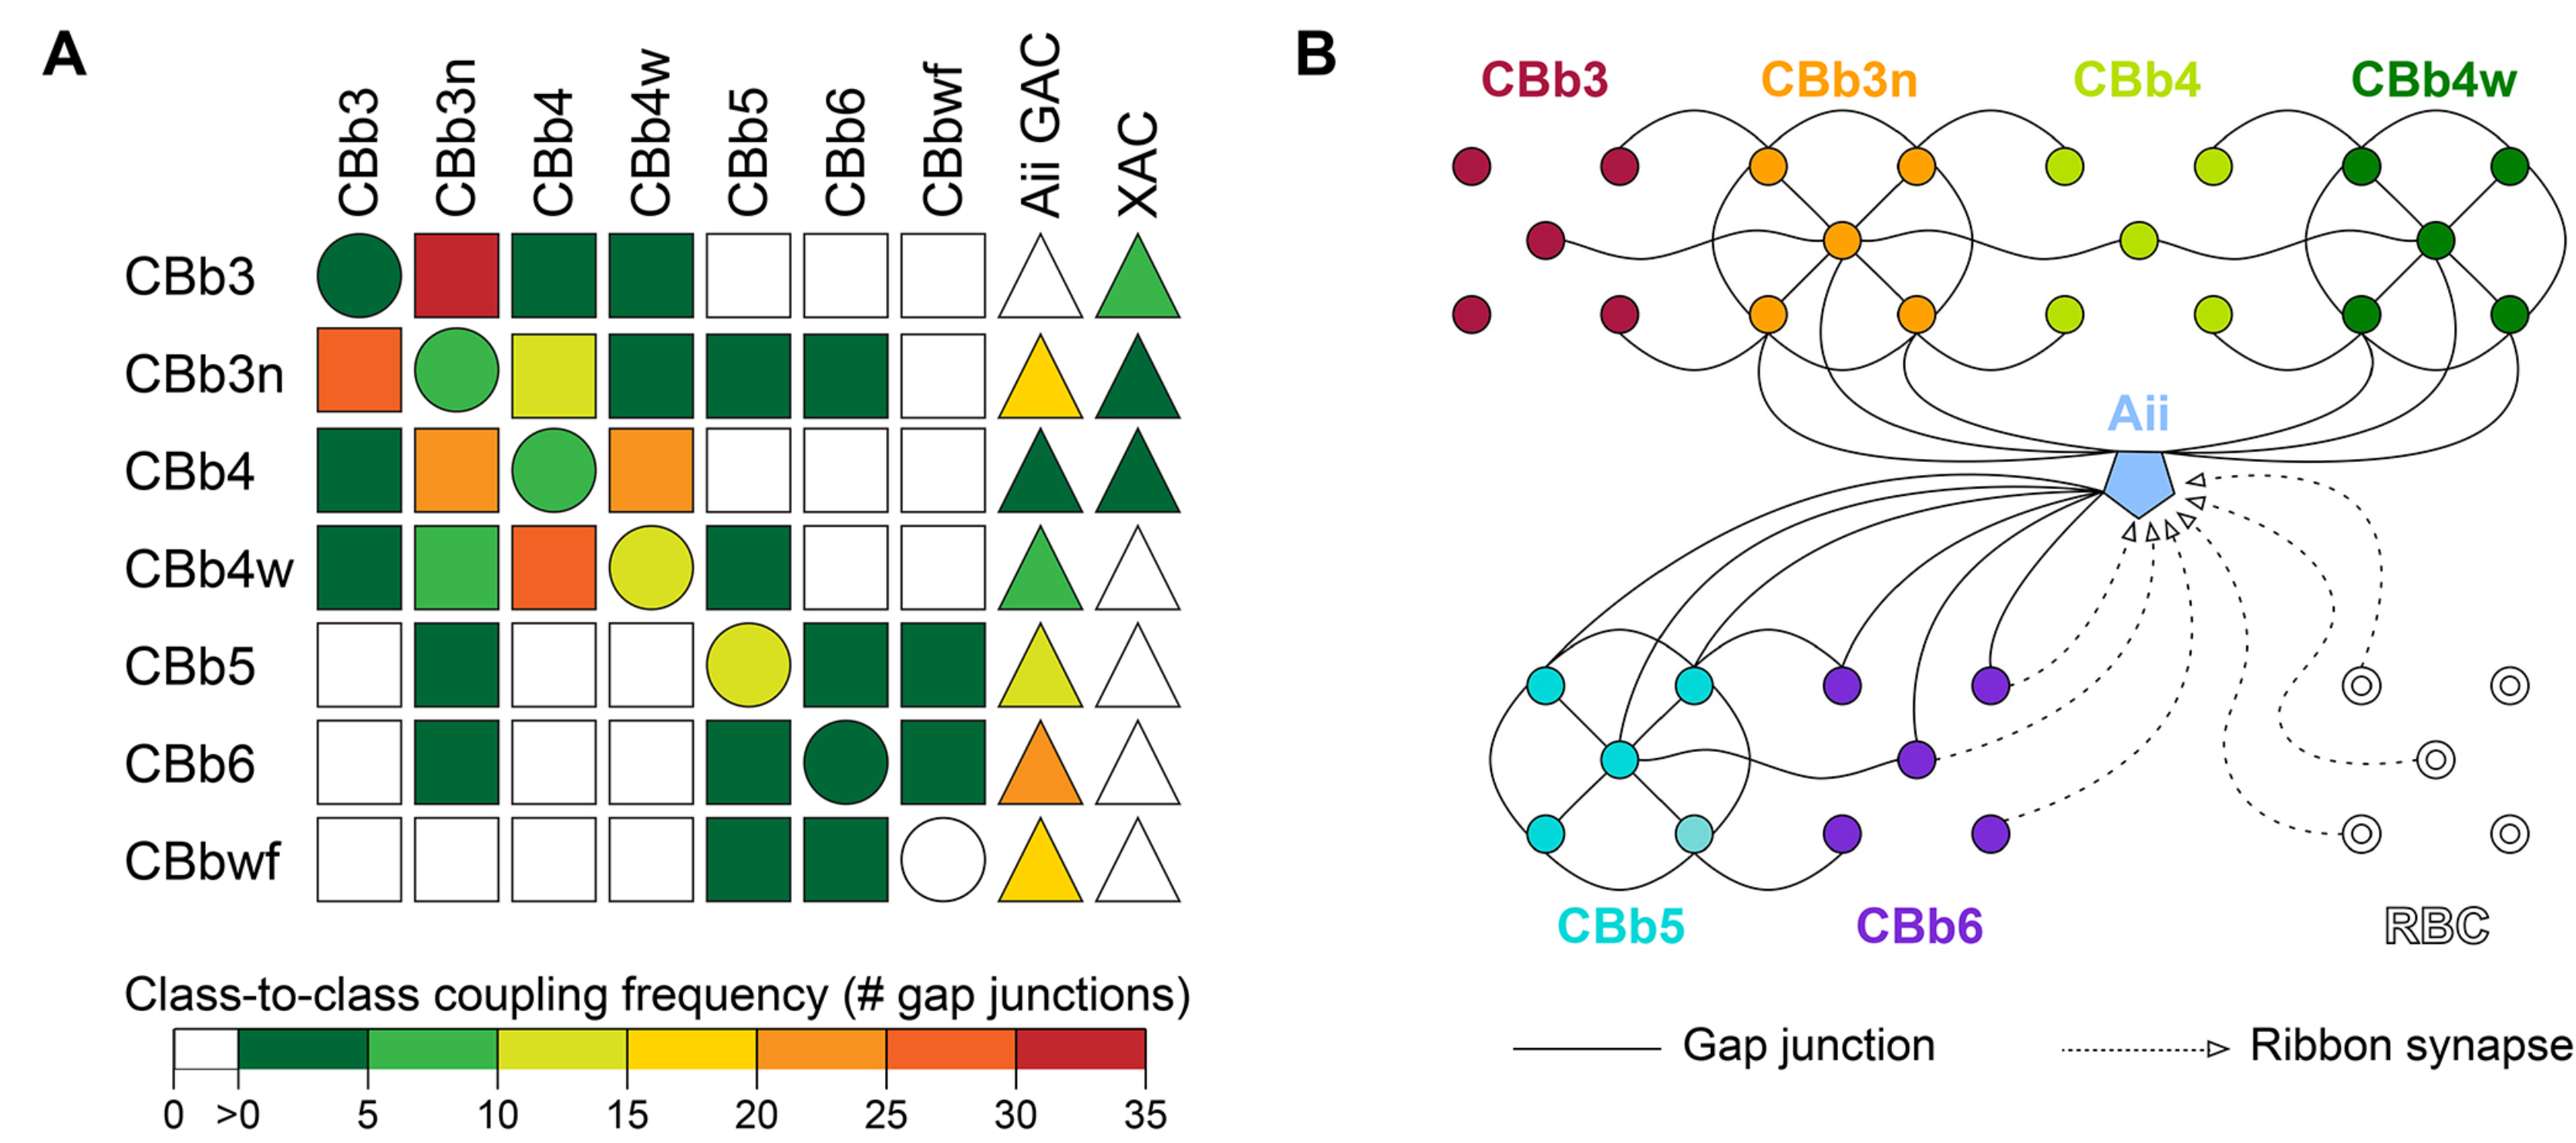 A
CBb3 CBb3n CBb4 CBb4w CBb5 CBb6 CBbwf Aii GAC XAC
CBb3
CBb3n
CBb4
CBb4w
CBb5
CBb6
CBbwf
Class-to-class coupling frequency (# gap junctions)
0 >0 5 10 15 20 25 30 35
B
CBb3 CBb3n CBb4 CBb4w
Aii
CBb5 CBb6 RBC
Gap junction Ribbon synapse